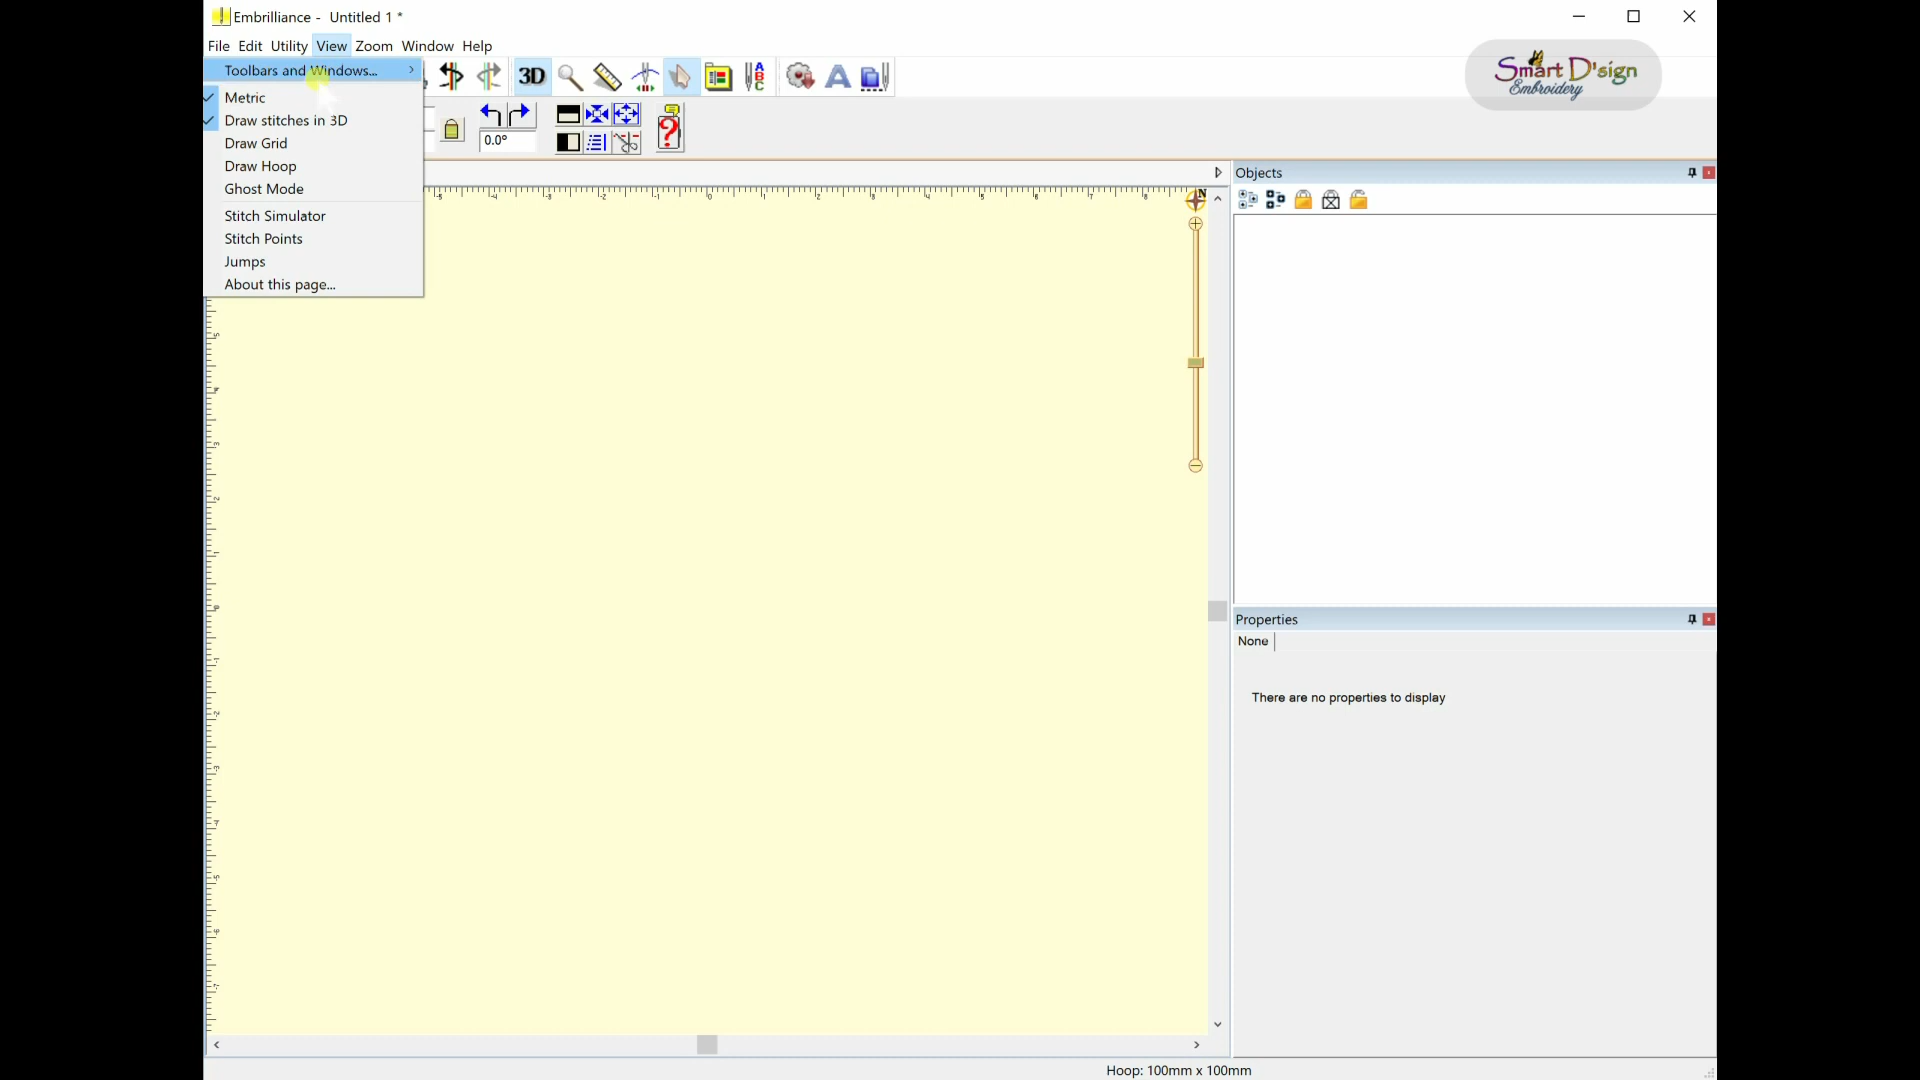 Embrilliance - Untitled 1 *
File Edit Utility View Zoom Window Help
Toolbars and Windows...
Metric
Draw stitches in 3D
Draw Grid
Draw Hoop
Ghost Mode
Stitch Simulator
Stitch Points
Jumps
About this page...
3D
A B C
A
Smart D'sign
Embroidery
0.0°
?
N
Objects
Properties
None
There are no properties to display
Hoop: 100mm x 100mm